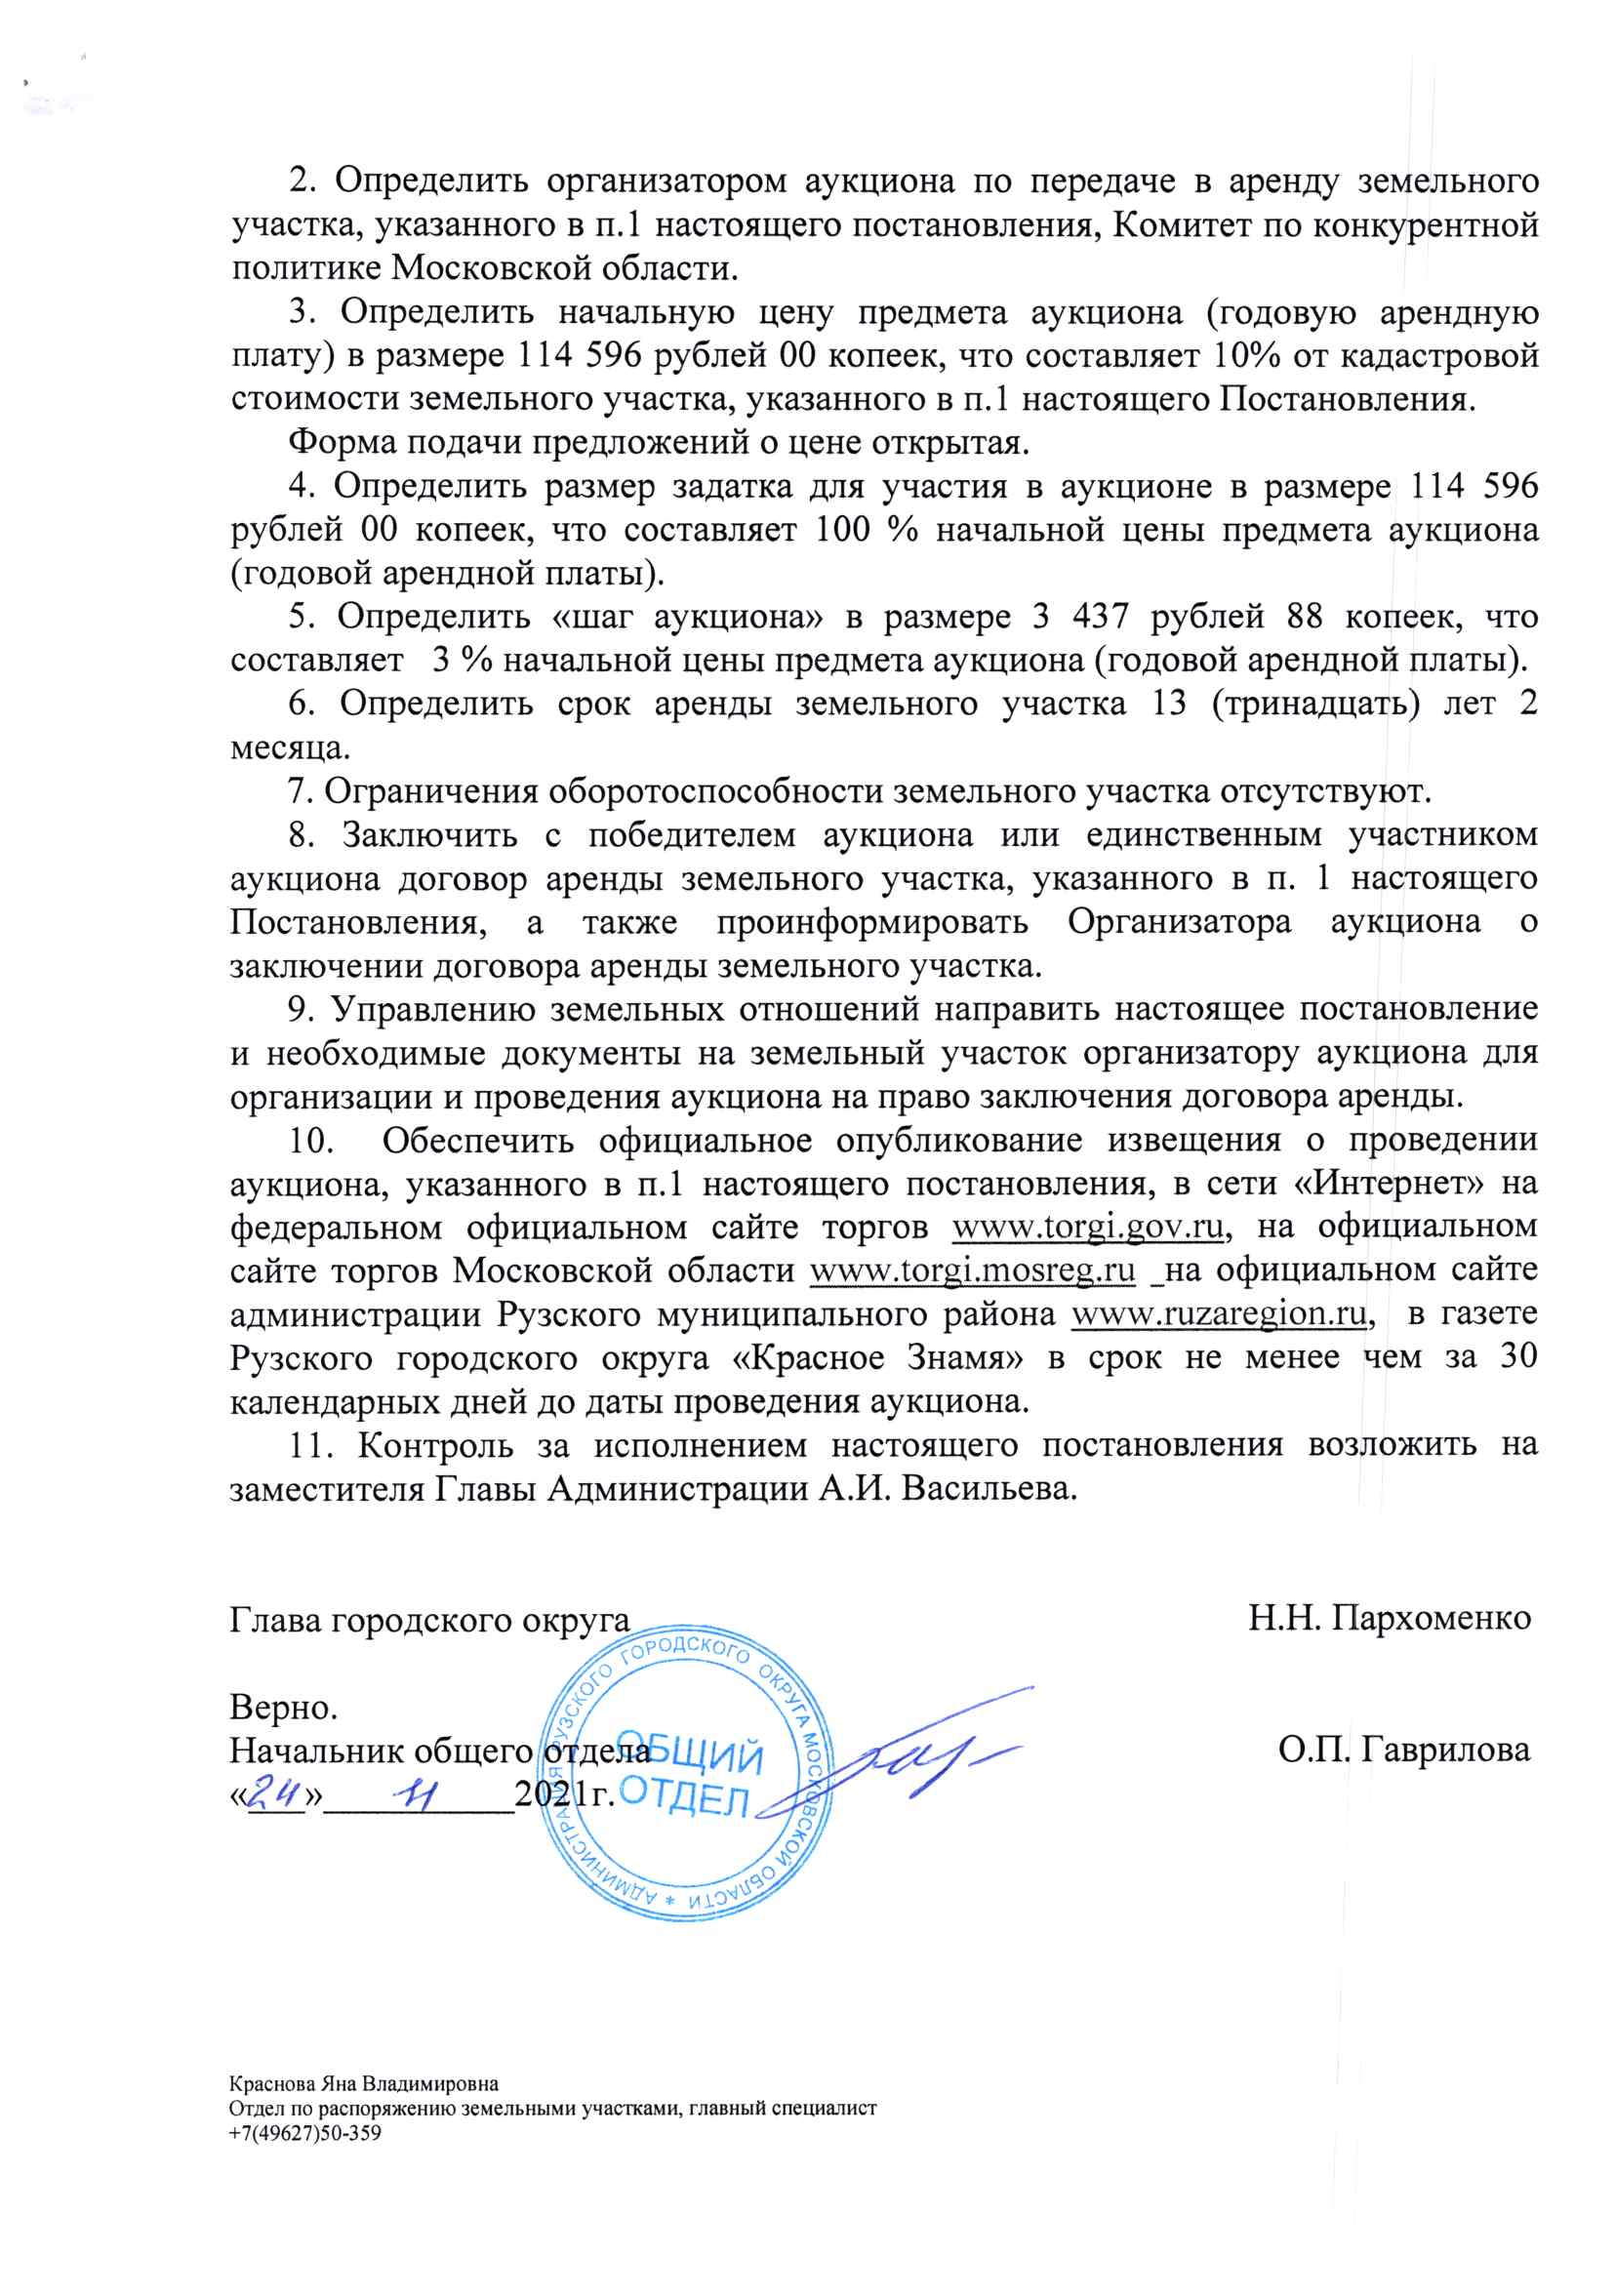 2. Определить организатором аукциона по передаче в аренду земельного
участка, указанного в п.1 настоящего постановления, Комитет по конкурентной
политике Московской области.
3. Определить начальную цену предмета аукциона (годовую арендную
плату) в размере 114 596 рублей 00 копеек, что составляет 10% от кадастровой
стоимости земельного участка, указанного в п.1 настоящего Постановления.
Форма подачи предложений о цене открытая.
4. Определить размер задатка для участия в аукционе в размере 114 596
рублей 00 копеек, что составляет 100 % начальной цены предмета аукциона
(годовой арендной платы).
5. Определить «шаг аукциона» в размере 3 437 рублей 88 копеек, что
составляет 3 % начальной цены предмета аукциона (годовой арендной платы).
6. Определить срок аренды земельного участка 13 (тринадцать) лет 2
месяца.
7. Ограничения оборотоспособности земельного участка отсутствуют.
8. Заключить с победителем аукциона или единственным участником
аукциона договор аренды земельного участка, указанного в п. 1 настоящего
Постановления, а также проинформировать Организатора аукциона о
заключении договора аренды земельного участка.
9. Управлению земельных отношений направить настоящее постановление
и необходимые документы на земельный участок организатору аукциона для
организации и проведения аукциона на право заключения договора аренды.
10. Обеспечить официальное опубликование извещения о проведении
аукциона, указанного в п.1 настоящего постановления, в сети «Интернет» на
федеральном официальном сайте торгов www.torgi.gov.ru, на официальном
сайте торгов Московской области www.torgi.mosreg.ru _на официальном сайте
администрации Рузского муниципального района www.ruzaregion.ru, в газете
Рузского городского округа «Красное Знамя» в срок не менее чем за 30
календарных дней до даты проведения аукциона.
11. Контроль за исполнением настоящего постановления возложить на
заместителя Главы Администрации А.И. Васильева.
Глава городского округа Н.Н. Пархоменко
Верно.
Начальник общего отдела О.П. Гаврилова
«24» 11 2021г.
АДМИНИСТРАЦИЯ РУЗСКОГО ГОРОДСКОГО ОКРУГА МОСКОВСКОЙ ОБЛАСТИ *
ОБЩИЙ
ОТДЕЛ
Краснова Яна Владимировна
Отдел по распоряжению земельными участками, главный специалист
+7(49627)50-359